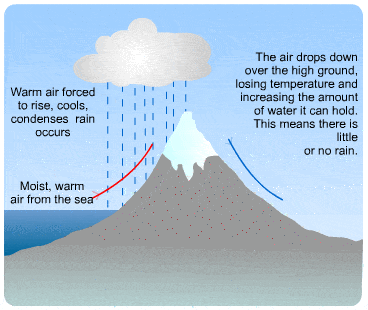 Warm air forced
to rise, cools,
condenses  rain
occurs
Moist, warm
air from the sea
The air drops down
over the high ground,
losing temperature and
increasing the amount
of water it can hold.
This means there is
little
or no rain.